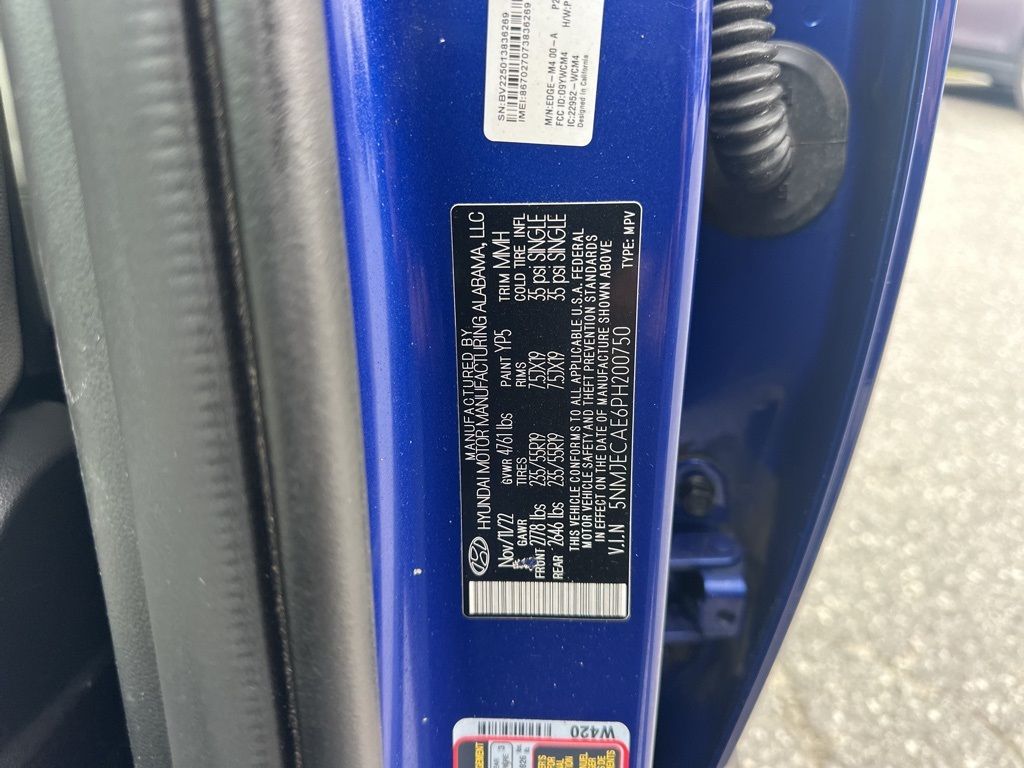 SN:BV225013836269
IMEI:867027073836269
M/N:EDGE-M4 00-A
FCC ID:D9YWCM4
IC:22952-WCM4
Designed in California
MANUFACTURED BY
HYUNDAI MOTOR MANUFACTURING ALABAMA, LLC
Nov/11/22 GVWR 4761 lbs PAINT YP5 TRIM MMH
GAWR TIRES RIMS COLD TIRE INFL
FRONT 2778 lbs 235/55R19 7.5JX19 35 psi SINGLE
REAR 2646 lbs 235/55R19 7.5JX19 35 psi SINGLE
THIS VEHICLE CONFORMS TO ALL APPLICABLE U.S.A. FEDERAL
MOTOR VEHICLE SAFETY AND THEFT PREVENTION STANDARDS
IN EFFECT ON THE DATE OF MANUFACTURE SHOWN ABOVE
V.I.N 5NMJECAE6PH200750 TYPE: MPV
W420